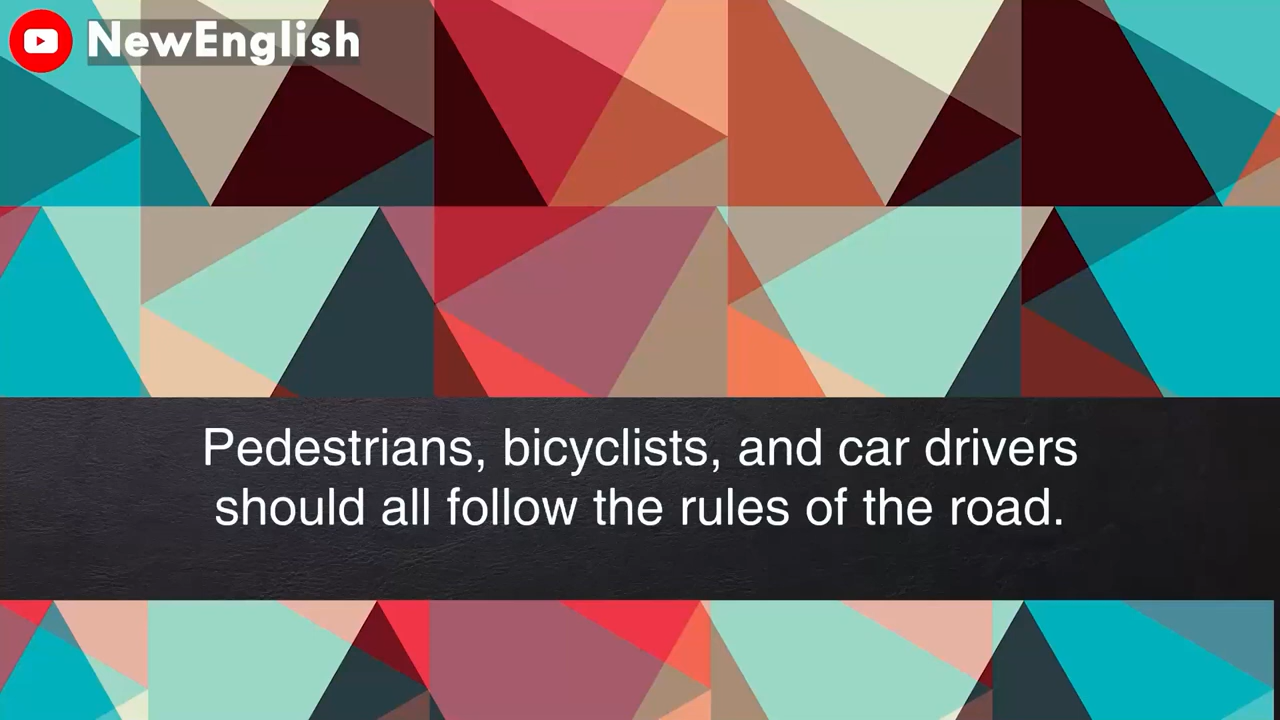 NewEnglish
Pedestrians, bicyclists, and car drivers
should all follow the rules of the road.